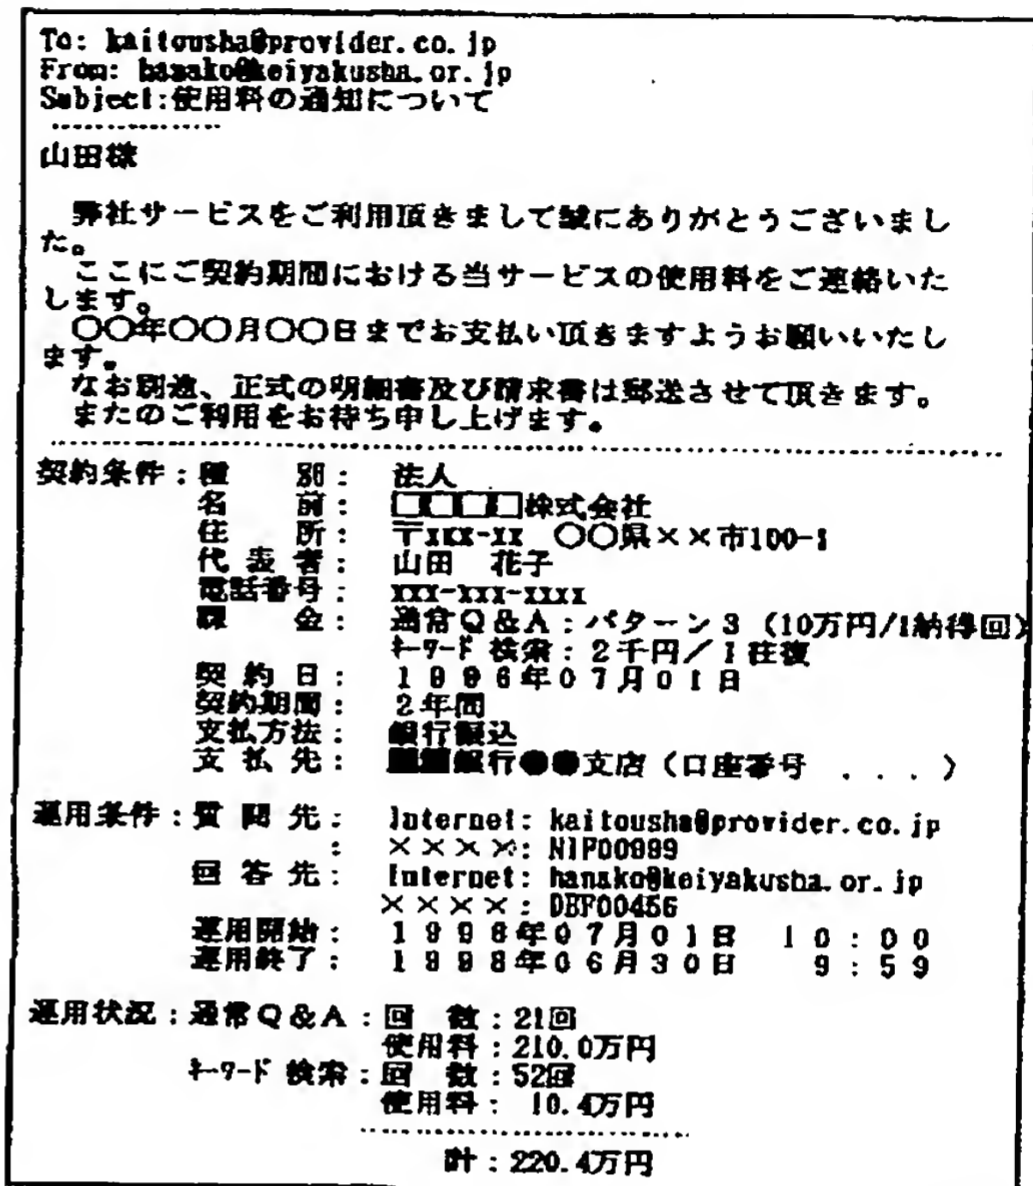 To: kaitousha@provider.co.jp
From: hanako@keiyakusha.or.jp
Subject:使用料の通知について
山田様
弊社サービスをご利用頂きまして誠にありがとうございまし
た。
ここにご契約期間における当サービスの使用料をご連絡いた
します。
〇〇年〇〇月〇〇日までお支払い頂きますようお願いいたし
ます。
なお別途、正式の明細書及び請求書は郵送させて頂きます。
またのご利用をお待ち申し上げます。
契約条件：種　別：　法人
名　前：　□□□□株式会社
住　所：　〒xxx-xx　〇〇県××市100-1
代表者：　山田　花子
電話番号：　xxx-xxx-xxxx
課　金：　通常Q&A：パターン3（10万円/1納得回）
ｷｰﾜｰﾄﾞ 検索：2千円／1往復
契約日：　1996年07月01日
契約期間：　2年間
支払方法：　銀行振込
支払先：　■■銀行●●支店（口座番号　．．．）
運用条件：質問先：　Internet: kaitousha@provider.co.jp
：　××××: NIF00999
回答先：　Internet: hanako@keiyakusha.or.jp
××××: DBF00456
運用開始：　1996年07月01日　10:00
運用終了：　1998年06月30日　9:59
運用状況：通常Q&A：回　数：21回
使用料：210.0万円
ｷｰﾜｰﾄﾞ 検索：回　数：52回
使用料：　10.4万円
計：220.4万円